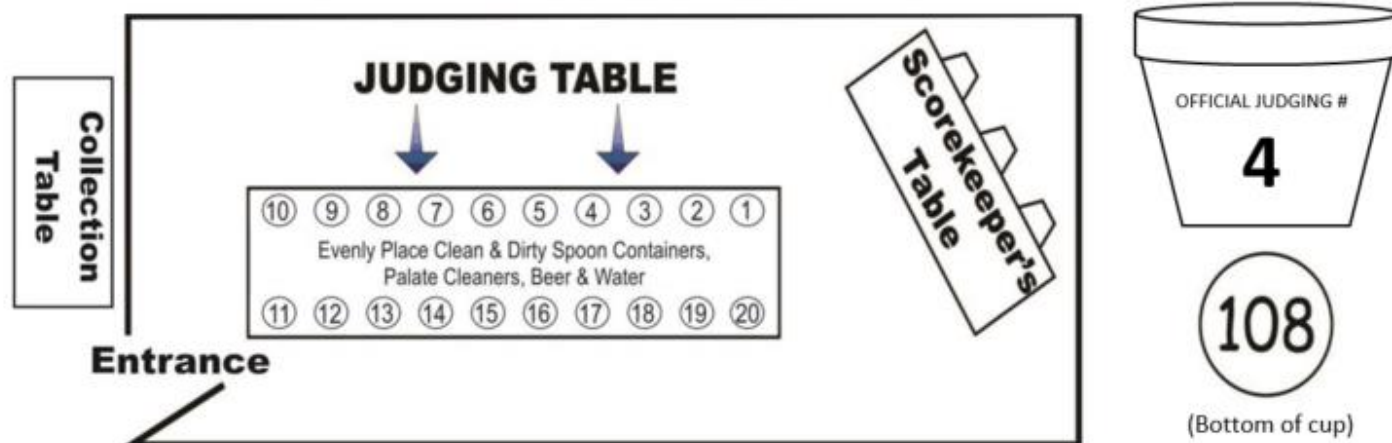 Collection
Table
JUDGING TABLE
10 9 8 7 6 5 4 3 2 1
Evenly Place Clean & Dirty Spoon Containers,
Palate Cleaners, Beer & Water
11 12 13 14 15 16 17 18 19 20
Entrance
Scorekeeper's
Table
OFFICIAL JUDGING #
4
108
(Bottom of cup)